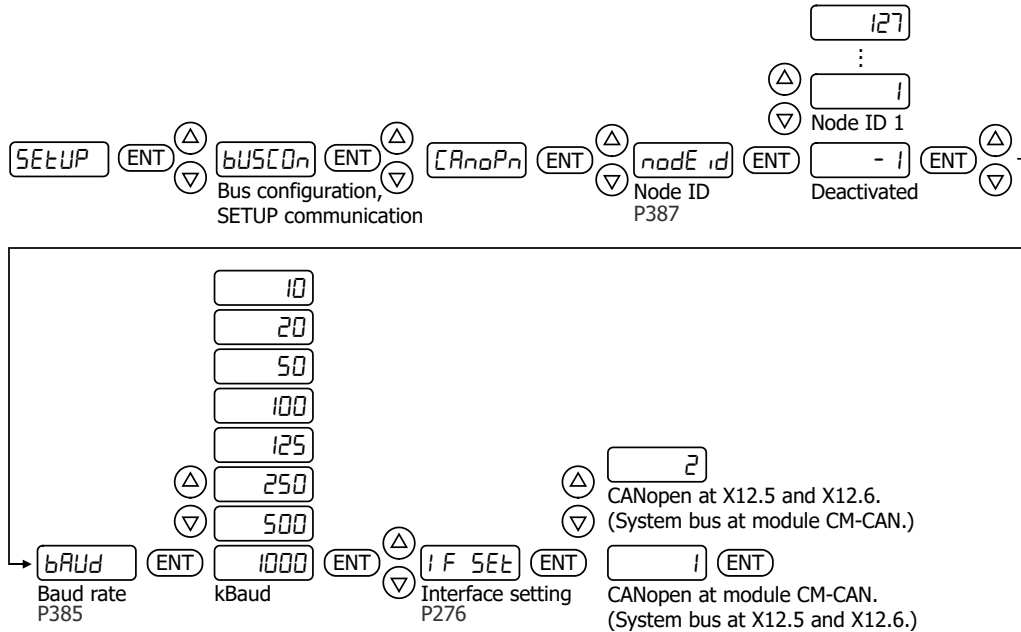 127
⋮
1
Node ID 1
SEtUP ENT bUSCOn ENT CAnoPn ENT nodE id ENT - 1 ENT
Bus configuration,
SETUP communication
Node ID
P387
Deactivated
10
20
50
100
125
250
500
bAUd ENT 1000 ENT IF SEt ENT 1 ENT
Baud rate
P385
kBaud
Interface setting
P276
2
CANopen at X12.5 and X12.6.
(System bus at module CM-CAN.)
CANopen at module CM-CAN.
(System bus at X12.5 and X12.6.)